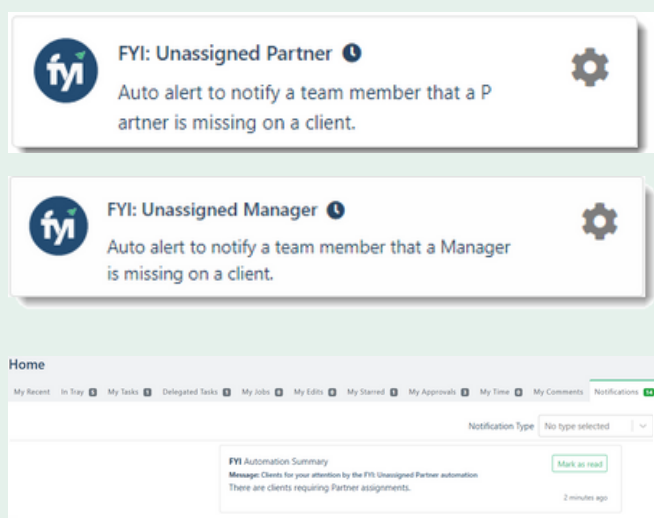 fyi FYI: Unassigned Partner
Auto alert to notify a team member that a P
artner is missing on a client.
fyi FYI: Unassigned Manager
Auto alert to notify a team member that a Manager
is missing on a client.
Home
My Recent In Tray My Tasks Delegated Tasks My Jobs My Edits My Starred My Approvals My Time My Comments Notifications 14
Notification Type No type selected
FYI Automation Summary Mark as read
Message: Clients for your attention by the FYI: Unassigned Partner automation
There are clients requiring Partner assignments.
2 minutes ago